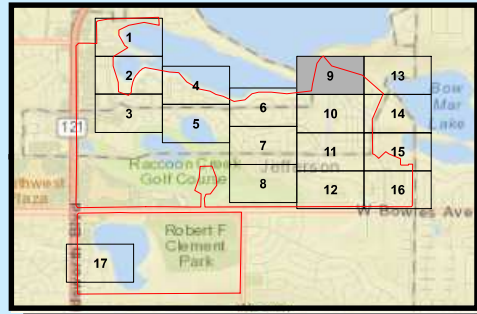 1
9
13
2
4
Bow
Mar
Lake
6
3
10
14
121
5
7
11
15
Raccoon Creek
Golf Course
Jefferson
8
12
16
W Bowles Ave
Robert F
Clement
Park
17